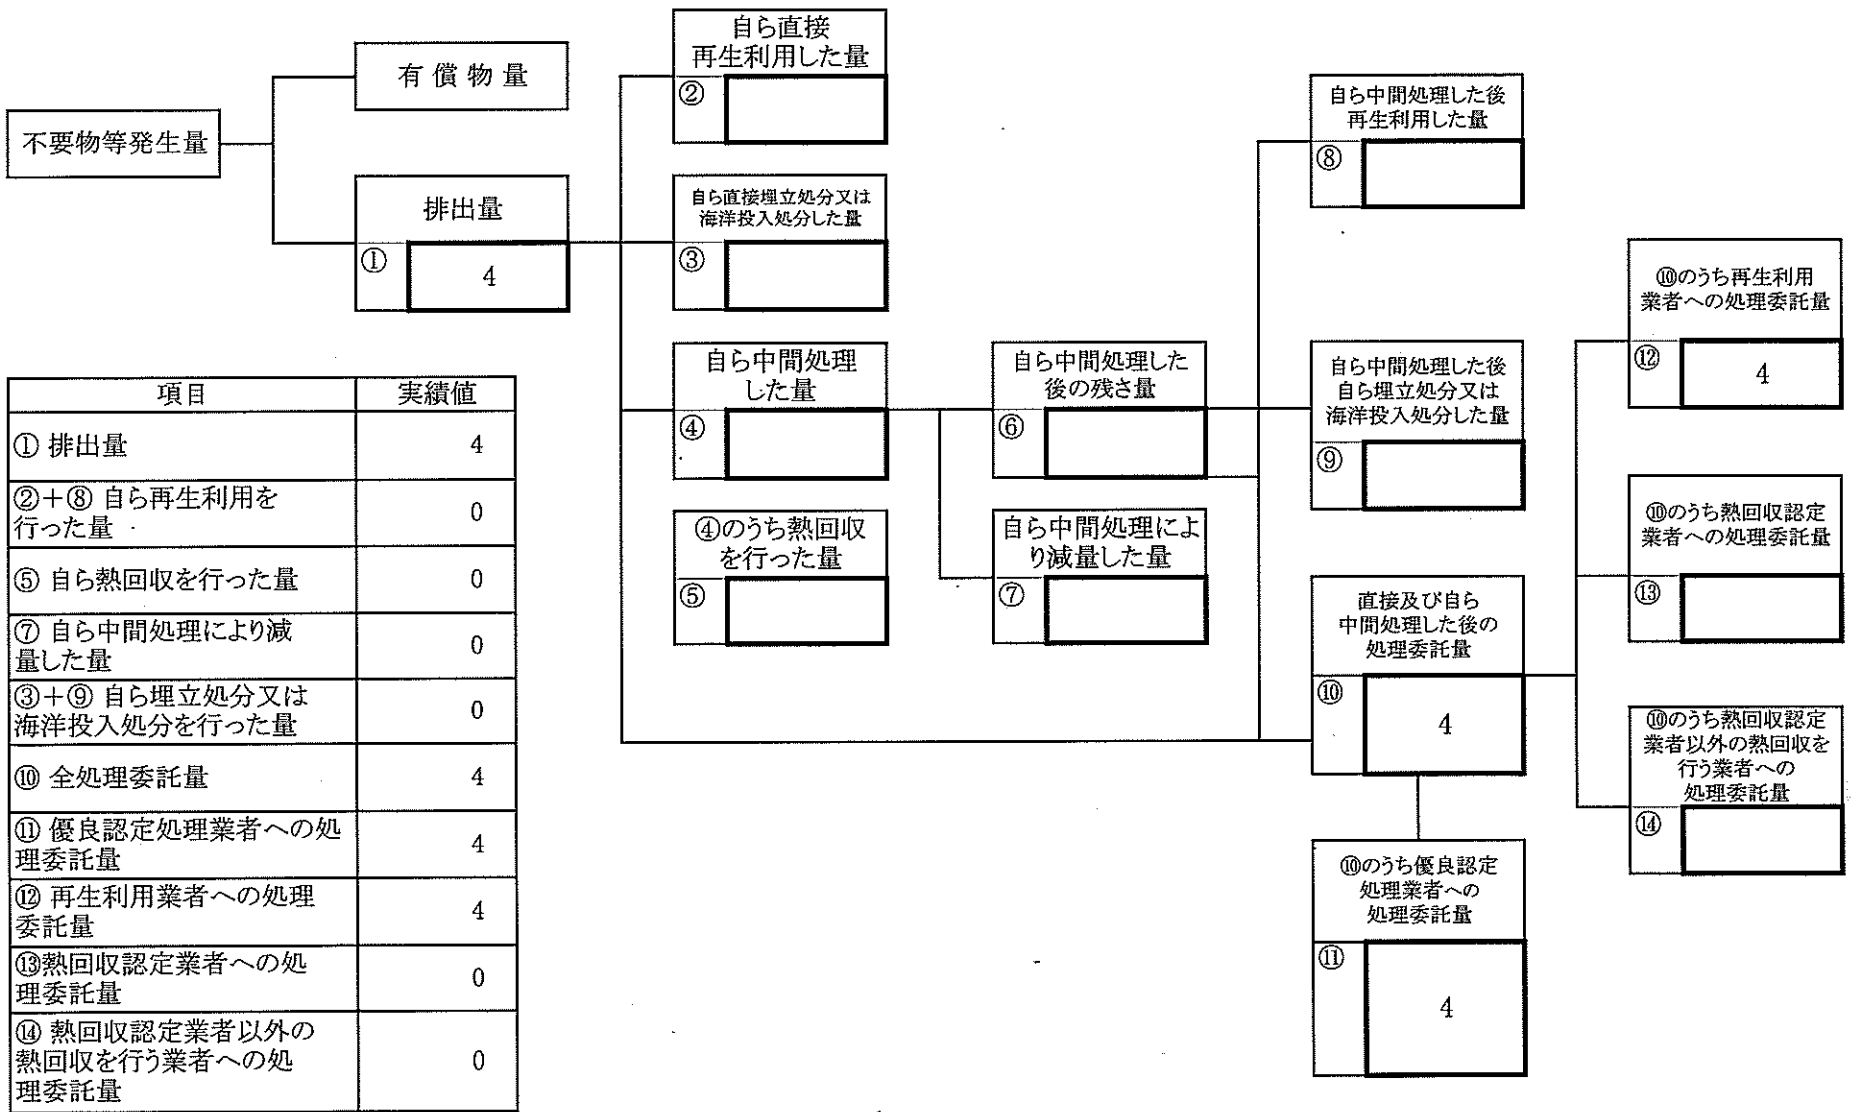 不要物等発生量
有償物量
排出量
①
4
自ら直接
再生利用した量
②
自ら直接埋立処分又は
海洋投入処分した量
③
自ら中間処理
した量
④
④のうち熱回収
を行った量
⑤
自ら中間処理した
後の残さ量
⑥
自ら中間処理によ
り減量した量
⑦
自ら中間処理した後
再生利用した量
⑧
自ら中間処理した後
自ら埋立処分又は
海洋投入処分した量
⑨
直接及び自ら
中間処理した後の
処理委託量
⑩
4
⑩のうち優良認定
処理業者への
処理委託量
⑪
4
⑩のうち再生利用
業者への処理委託量
⑫
4
⑩のうち熱回収認定
業者への処理委託量
⑬
⑩のうち熱回収認定
業者以外の熱回収を
行う業者への
処理委託量
⑭
項目 実績値
① 排出量 4
②+⑧ 自ら再生利用を
行った量 0
⑤ 自ら熱回収を行った量 0
⑦ 自ら中間処理により減
量した量 0
③+⑨ 自ら埋立処分又は
海洋投入処分を行った量 0
⑩ 全処理委託量 4
⑪ 優良認定処理業者への処
理委託量 4
⑫ 再生利用業者への処理
委託量 4
⑬熱回収認定業者への処
理委託量 0
⑭ 熱回収認定業者以外の
熱回収を行う業者への処
理委託量 0